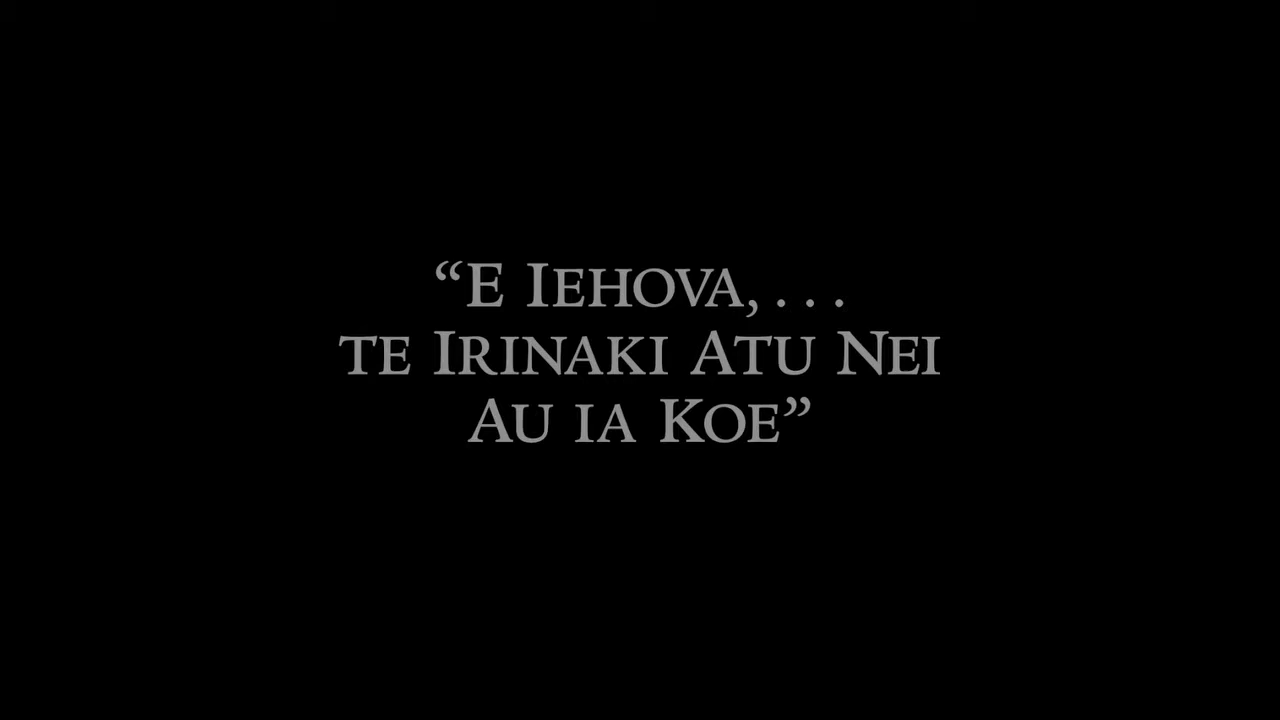 “E IEHOVA, . . .
TE IRINAKI ATU NEI
AU IA KOE”